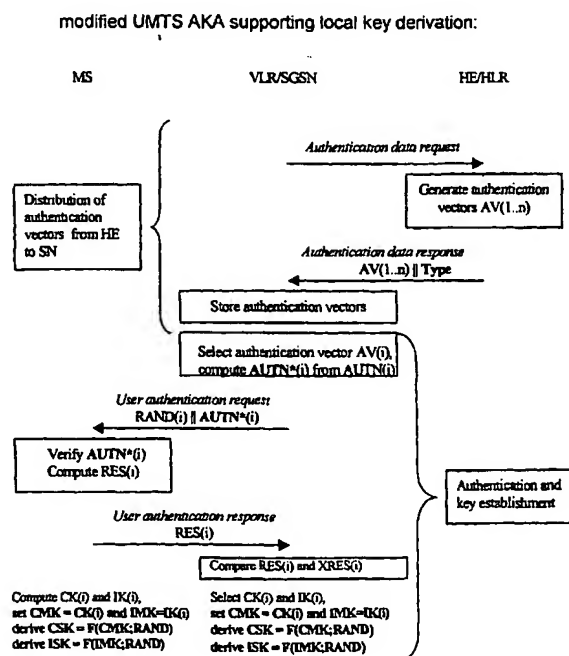 modified UMTS AKA supporting local key derivation:
MS VLR/SGSN HE/HLR
Authentication data request
Generate authentication
vectors AV(1..n)
Distribution of
authentication
vectors from HE
to SN
Authentication data response
AV(1..n) || Type
Store authentication vectors
Select authentication vector AV(i),
compute AUTN*(i) from AUTN(i)
User authentication request
RAND(i) || AUTN*(i)
Verify AUTN*(i)
Compute RES(i)
Authentication and
key establishment
User authentication response
RES(i)
Compare RES(i) and XRES(i)
Compute CK(i) and IK(i),
set CMK = CK(i) and IMK=IK(i)
derive CSK = F(CMK;RAND)
derive ISK = F(IMK;RAND)
Select CK(i) and IK(i),
set CMK = CK(i) and IMK=IK(i)
derive CSK = F(CMK;RAND)
derive ISK = F(IMK;RAND)